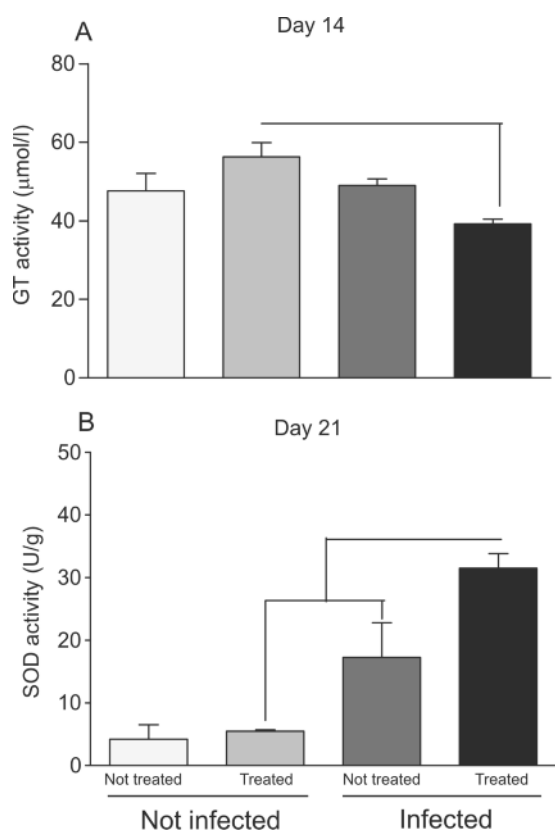 A
Day 14
80
60
40
20
0
GT activity (μmol/l)
B
Day 21
50
40
30
20
10
0
SOD activity (U/g)
Not treated Treated Not treated Treated
Not infected Infected